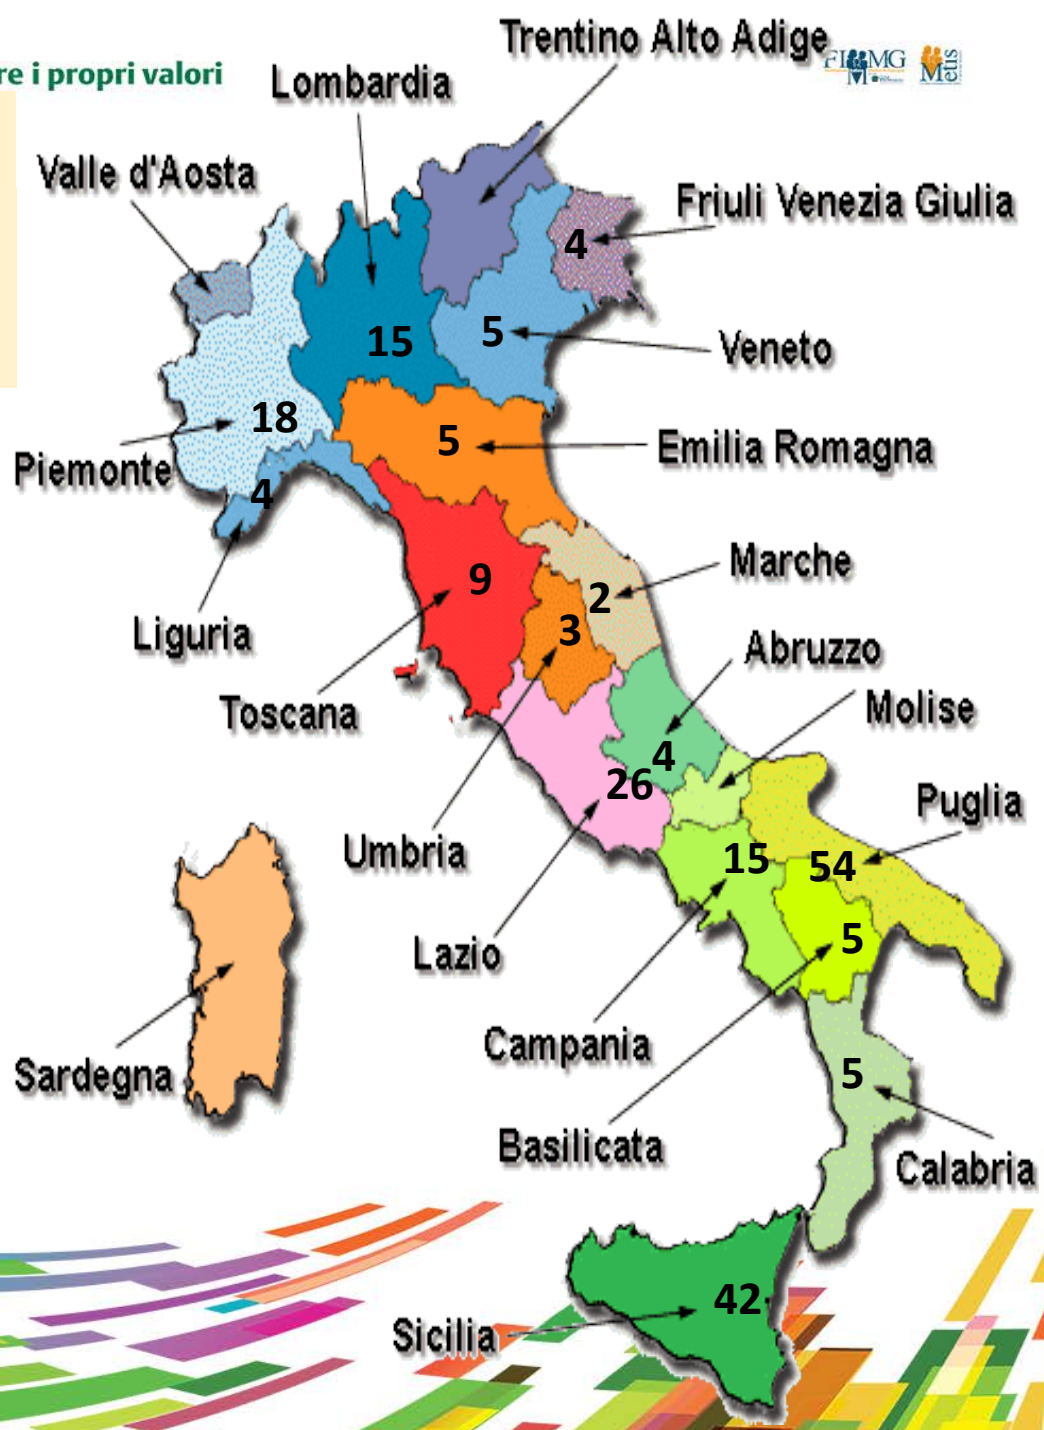 Trentino Alto Adige
FIMMG
Metis
re i propri valori
Lombardia
Valle d'Aosta
Friuli Venezia Giulia
4
15
5
Veneto
18
5
Emilia Romagna
Piemonte
4
Marche
9
2
3
Liguria
Abruzzo
Toscana
Molise
4
26
Puglia
Umbria
15
54
Lazio
5
Campania
Sardegna
5
Basilicata
Calabria
42
Sicilia